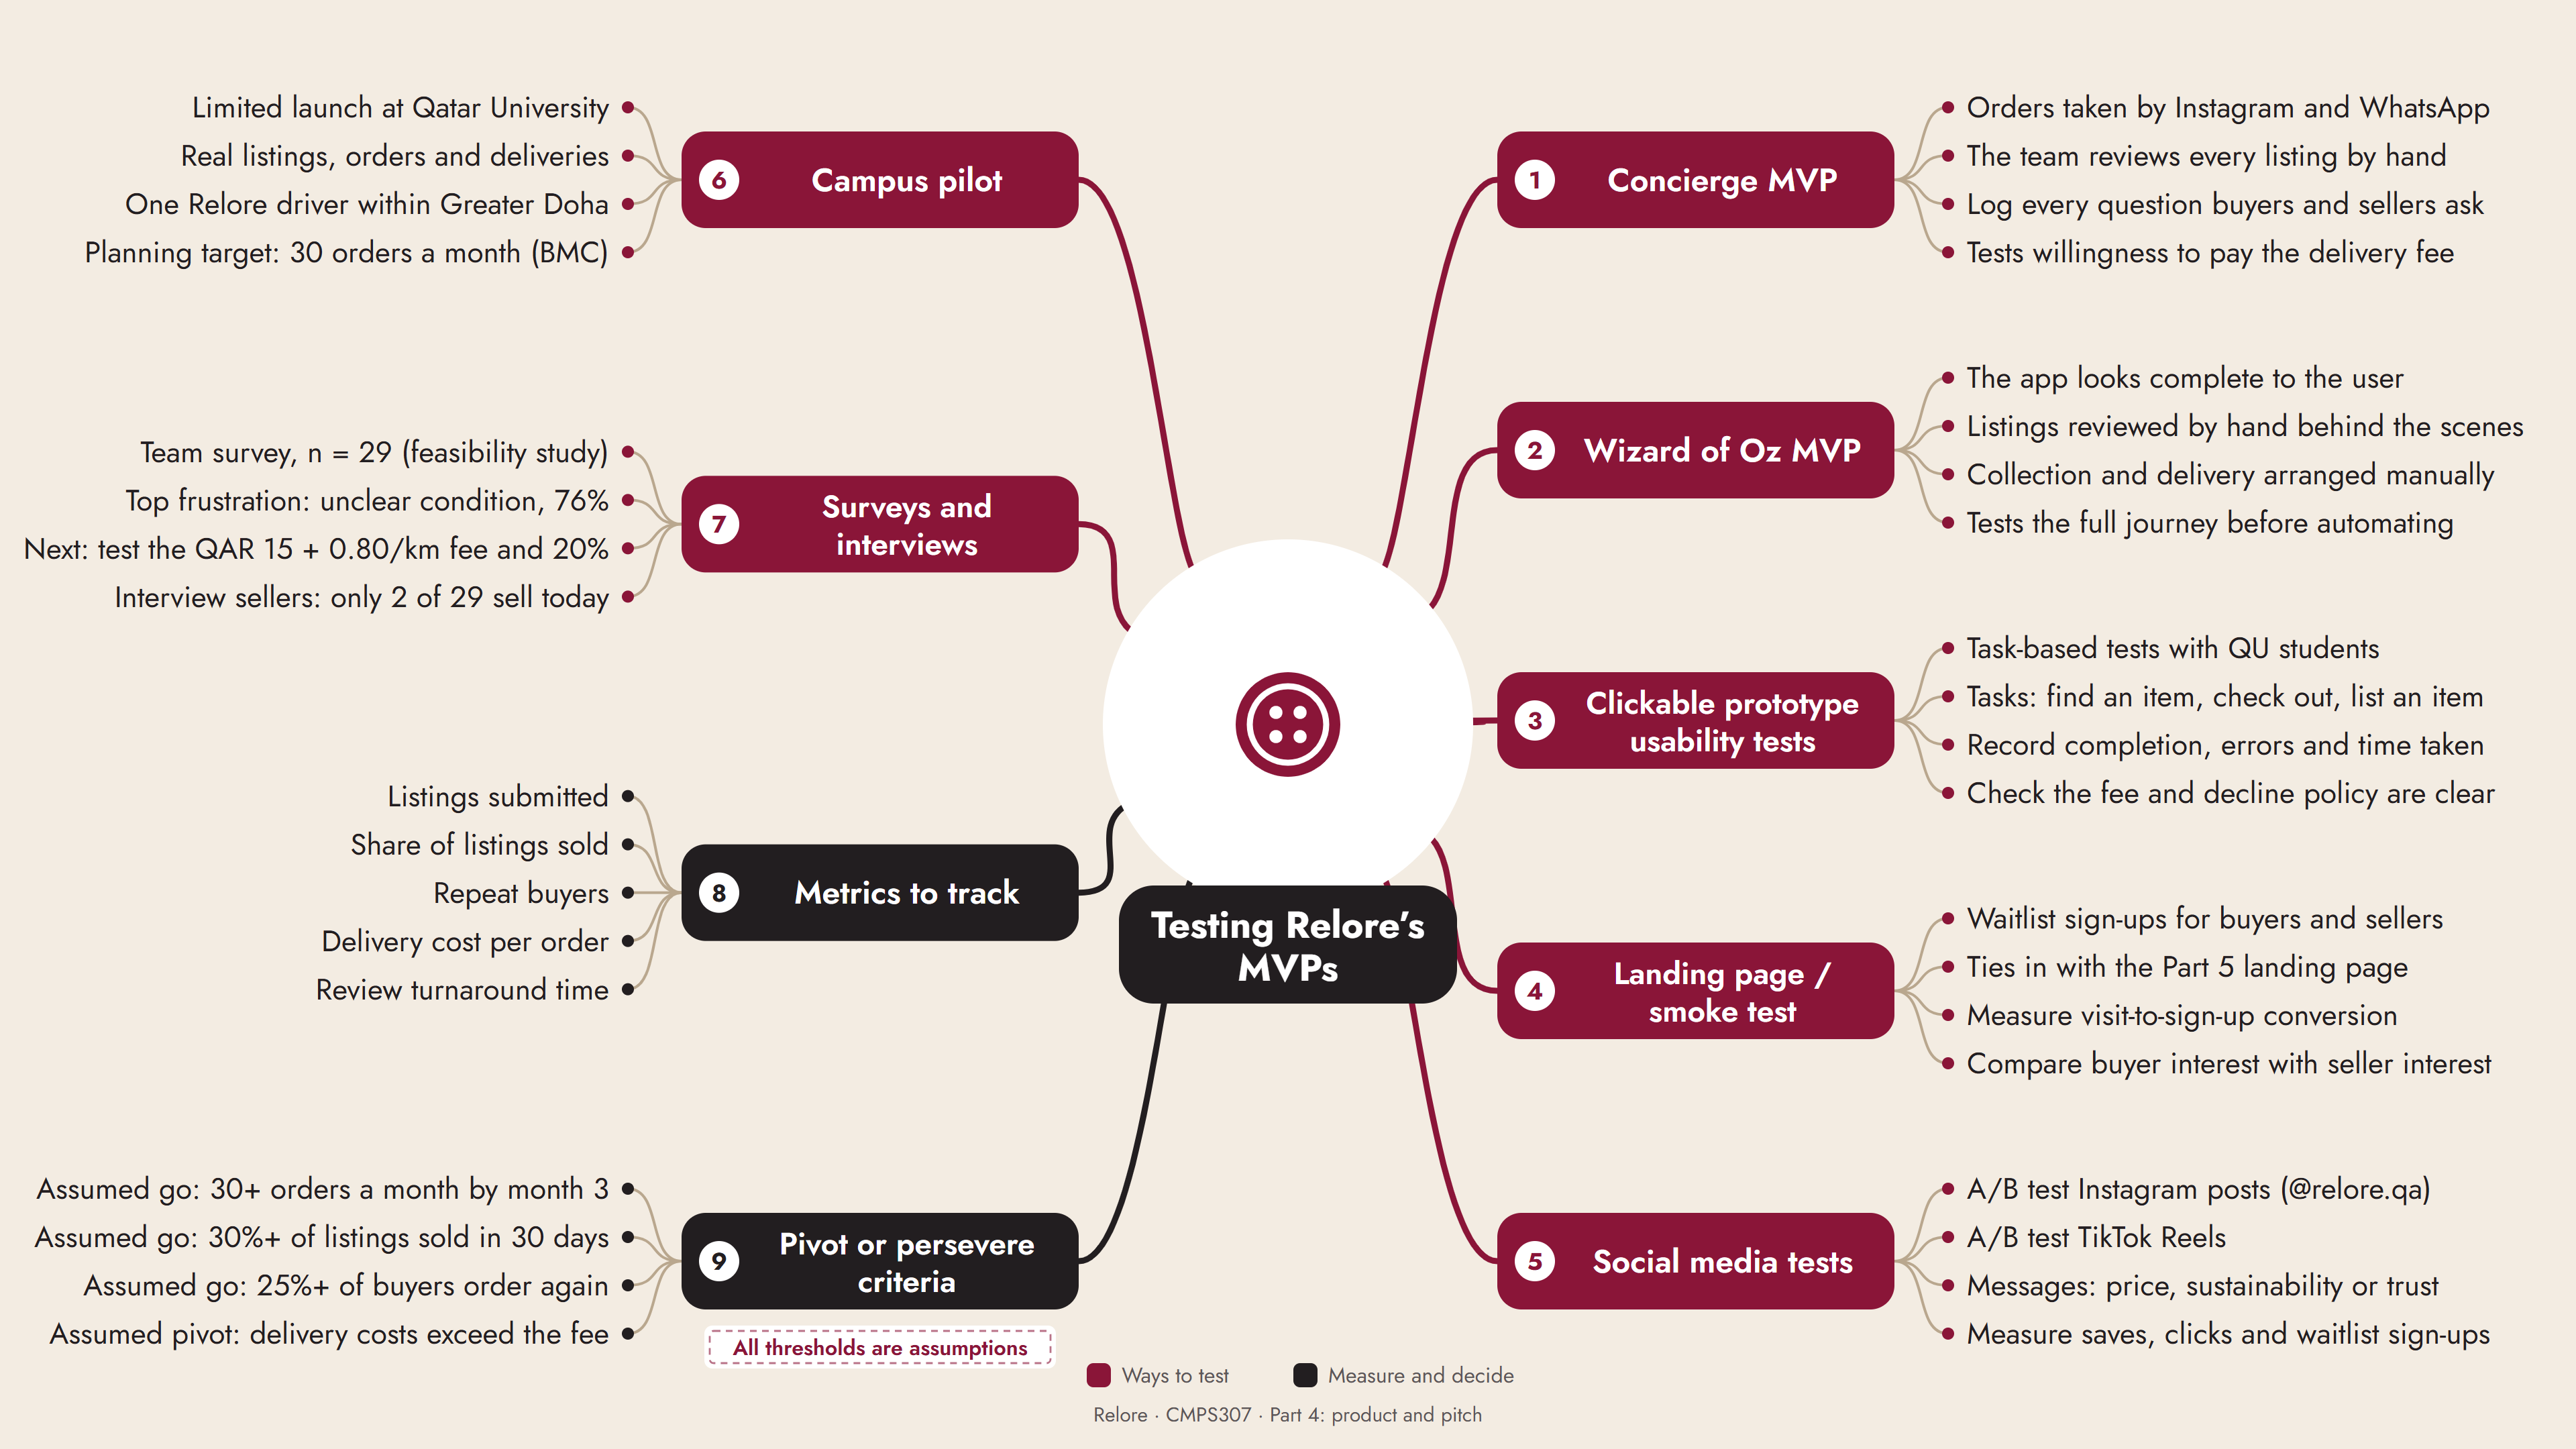 Testing Relore’s
MVPs
1
Concierge MVP
Orders taken by Instagram and WhatsApp
The team reviews every listing by hand
Log every question buyers and sellers ask
Tests willingness to pay the delivery fee
2
Wizard of Oz MVP
The app looks complete to the user
Listings reviewed by hand behind the scenes
Collection and delivery arranged manually
Tests the full journey before automating
3
Clickable prototype
usability tests
Task-based tests with QU students
Tasks: find an item, check out, list an item
Record completion, errors and time taken
Check the fee and decline policy are clear
4
Landing page /
smoke test
Waitlist sign-ups for buyers and sellers
Ties in with the Part 5 landing page
Measure visit-to-sign-up conversion
Compare buyer interest with seller interest
5
Social media tests
A/B test Instagram posts (@relore.qa)
A/B test TikTok Reels
Messages: price, sustainability or trust
Measure saves, clicks and waitlist sign-ups
6
Campus pilot
Limited launch at Qatar University
Real listings, orders and deliveries
One Relore driver within Greater Doha
Planning target: 30 orders a month (BMC)
7
Surveys and
interviews
Team survey, n = 29 (feasibility study)
Top frustration: unclear condition, 76%
Next: test the QAR 15 + 0.80/km fee and 20%
Interview sellers: only 2 of 29 sell today
8
Metrics to track
Listings submitted
Share of listings sold
Repeat buyers
Delivery cost per order
Review turnaround time
9
Pivot or persevere
criteria
Assumed go: 30+ orders a month by month 3
Assumed go: 30%+ of listings sold in 30 days
Assumed go: 25%+ of buyers order again
Assumed pivot: delivery costs exceed the fee
All thresholds are assumptions
Ways to test
Measure and decide
Relore · CMPS307 · Part 4: product and pitch